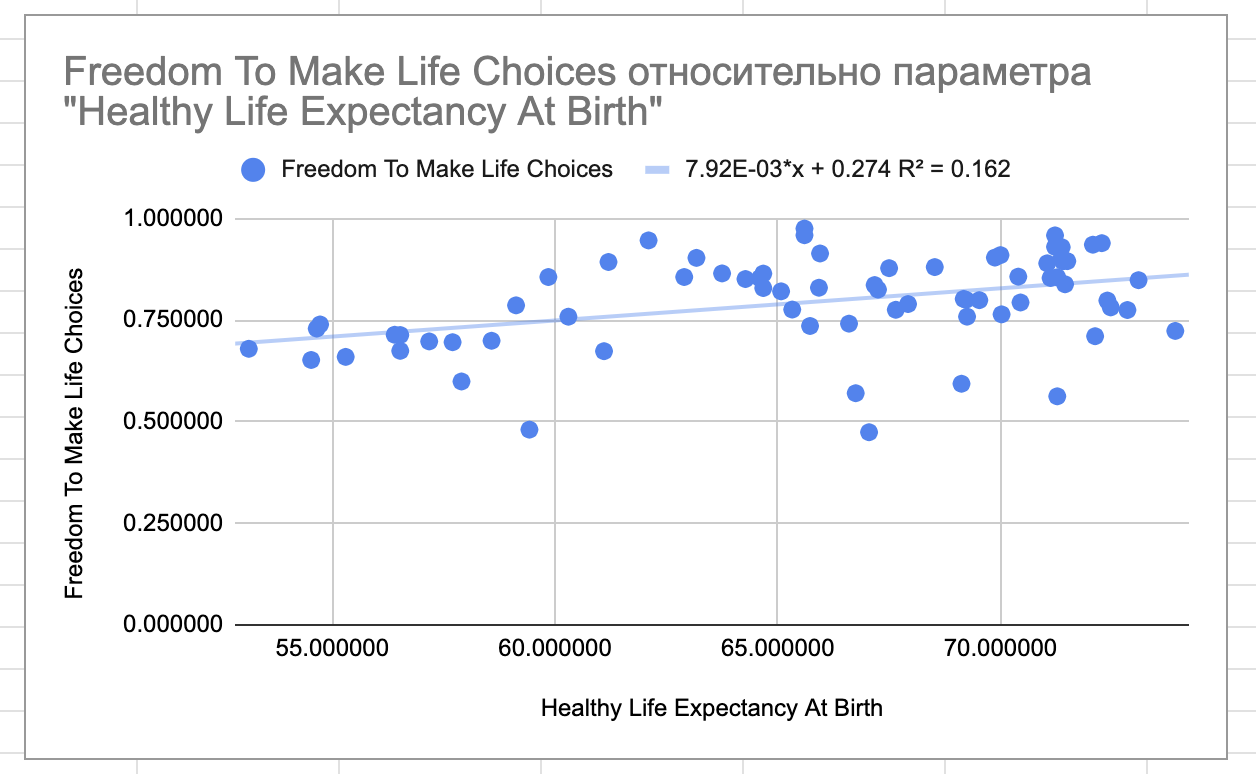 Freedom To Make Life Choices относительно параметра
"Healthy Life Expectancy At Birth"
Freedom To Make Life Choices 7.92E-03*x + 0.274 R² = 0.162
1.000000
0.750000
0.500000
0.250000
0.000000
Freedom To Make Life Choices
55.000000 60.000000 65.000000 70.000000
Healthy Life Expectancy At Birth